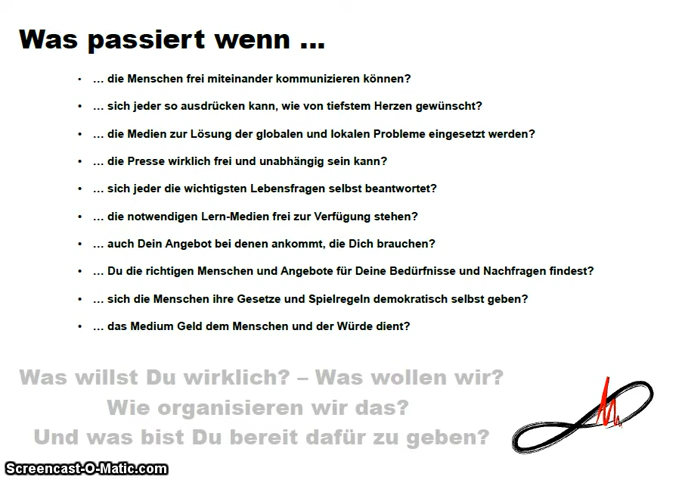 Was passiert wenn ...
• ... die Menschen frei miteinander kommunizieren können?
• ... sich jeder so ausdrücken kann, wie von tiefstem Herzen gewünscht?
• ... die Medien zur Lösung der globalen und lokalen Probleme eingesetzt werden?
• ... die Presse wirklich frei und unabhängig sein kann?
• ... sich jeder die wichtigsten Lebensfragen selbst beantwortet?
• ... die notwendigen Lern-Medien frei zur Verfügung stehen?
• ... auch Dein Angebot bei denen ankommt, die Dich brauchen?
• ... Du die richtigen Menschen und Angebote für Deine Bedürfnisse und Nachfragen findest?
• ... sich die Menschen ihre Gesetze und Spielregeln demokratisch selbst geben?
• ... das Medium Geld dem Menschen und der Würde dient?
Was willst Du wirklich? – Was wollen wir?
Wie organisieren wir das?
Und was bist Du bereit dafür zu geben?
Screencast-O-Matic.com